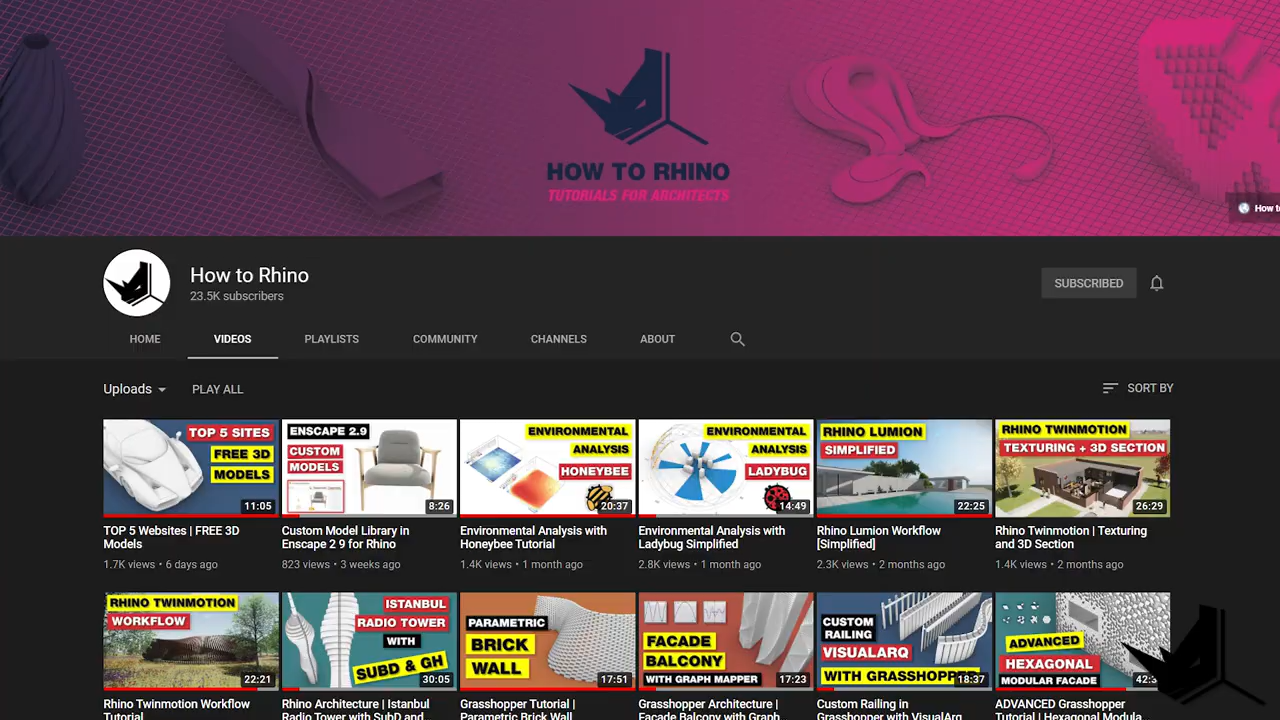 HOW TO RHINO
TUTORIALS FOR ARCHITECTS
How to
How to Rhino
23.5K subscribers
SUBSCRIBED
HOME VIDEOS PLAYLISTS COMMUNITY CHANNELS ABOUT
Uploads PLAY ALL
SORT BY
TOP 5 SITES
FREE 3D
MODELS
11:05
ENSCAPE 2.9
CUSTOM
MODELS
8:26
ENVIRONMENTAL
ANALYSIS
HONEYBEE
20:37
ENVIRONMENTAL
ANALYSIS
LADYBUG
14:49
RHINO LUMION
SIMPLIFIED
22:25
RHINO TWINMOTION
TEXTURING + 3D SECTION
26:29
TOP 5 Websites | FREE 3D
Models
1.7K views • 6 days ago
Custom Model Library in
Enscape 2 9 for Rhino
823 views • 3 weeks ago
Environmental Analysis with
Honeybee Tutorial
1.4K views • 1 month ago
Environmental Analysis with
Ladybug Simplified
2.8K views • 1 month ago
Rhino Lumion Workflow
[Simplified]
2.3K views • 2 months ago
Rhino Twinmotion | Texturing
and 3D Section
1.4K views • 2 months ago
RHINO TWINMOTION
WORKFLOW
22:21
ISTANBUL
RADIO TOWER
WITH
SUBD & GH
30:05
PARAMETRIC
BRICK
WALL
17:51
FACADE
BALCONY
WITH GRAPH MAPPER
17:23
CUSTOM
RAILING
VISUALARQ
WITH GRASSHOPP
18:37
ADVANCED
HEXAGONAL
MODULAR FACADE
42:3
Rhino Twinmotion Workflow
Tutorial
Rhino Architecture | Istanbul
Radio Tower with SubD and
Grasshopper Tutorial |
Parametric Brick Wall
Grasshopper Architecture |
Facade Balcony with Graph
Custom Railing in
Grasshopper with VisualArq
ADVANCED Grasshopper
Tutorial | Hexagonal Modula